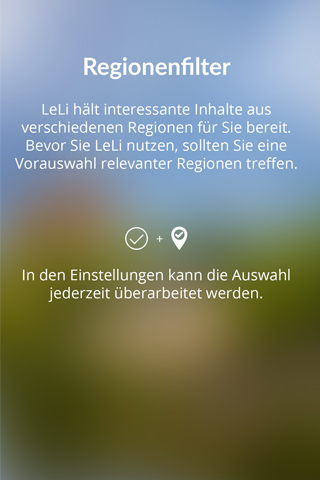 Regionenfilter
LeLi hält interessante Inhalte aus
verschiedenen Regionen für Sie bereit.
Bevor Sie LeLi nutzen, sollten Sie eine
Vorauswahl relevanter Regionen treffen.
+
In den Einstellungen kann die Auswahl
jederzeit überarbeitet werden.